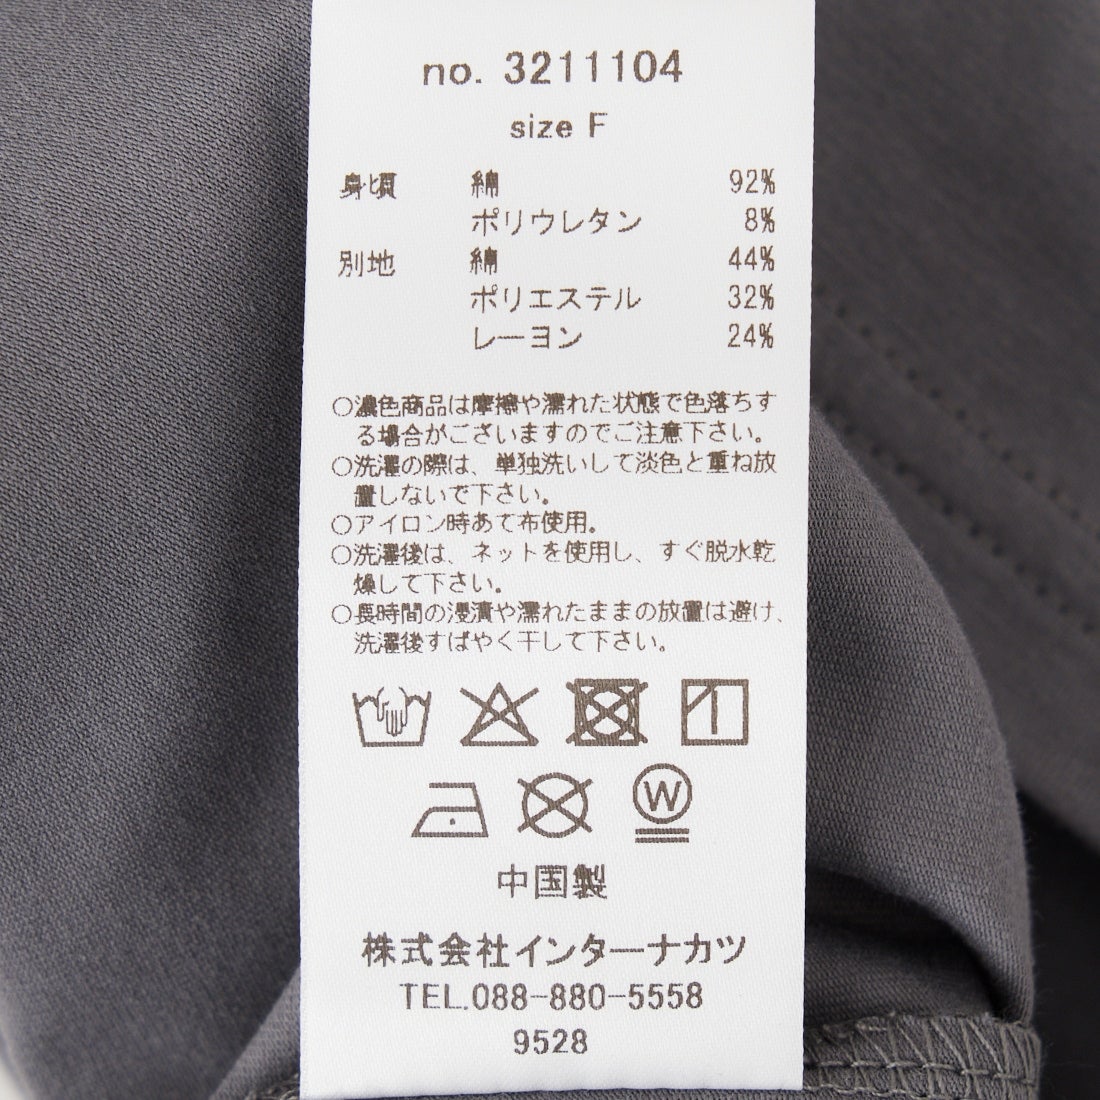 no. 3211104
size F
身頃 綿 92%
ポリウレタン 8%
別地 綿 44%
ポリエステル 32%
レーヨン 24%
○濃色商品は摩擦や濡れた状態で色落ちす
る場合がございますのでご注意下さい。
○洗濯の際は、単独洗いして淡色と重ね放
置しないで下さい。
○アイロン時あて布使用。
○洗濯後は、ネットを使用し、すぐ脱水乾
燥して下さい。
○長時間の浸漬や濡れたままの放置は避け、
洗濯後すばやく干して下さい。
W
中国製
株式会社インターナカツ
TEL.088-880-5558
9528